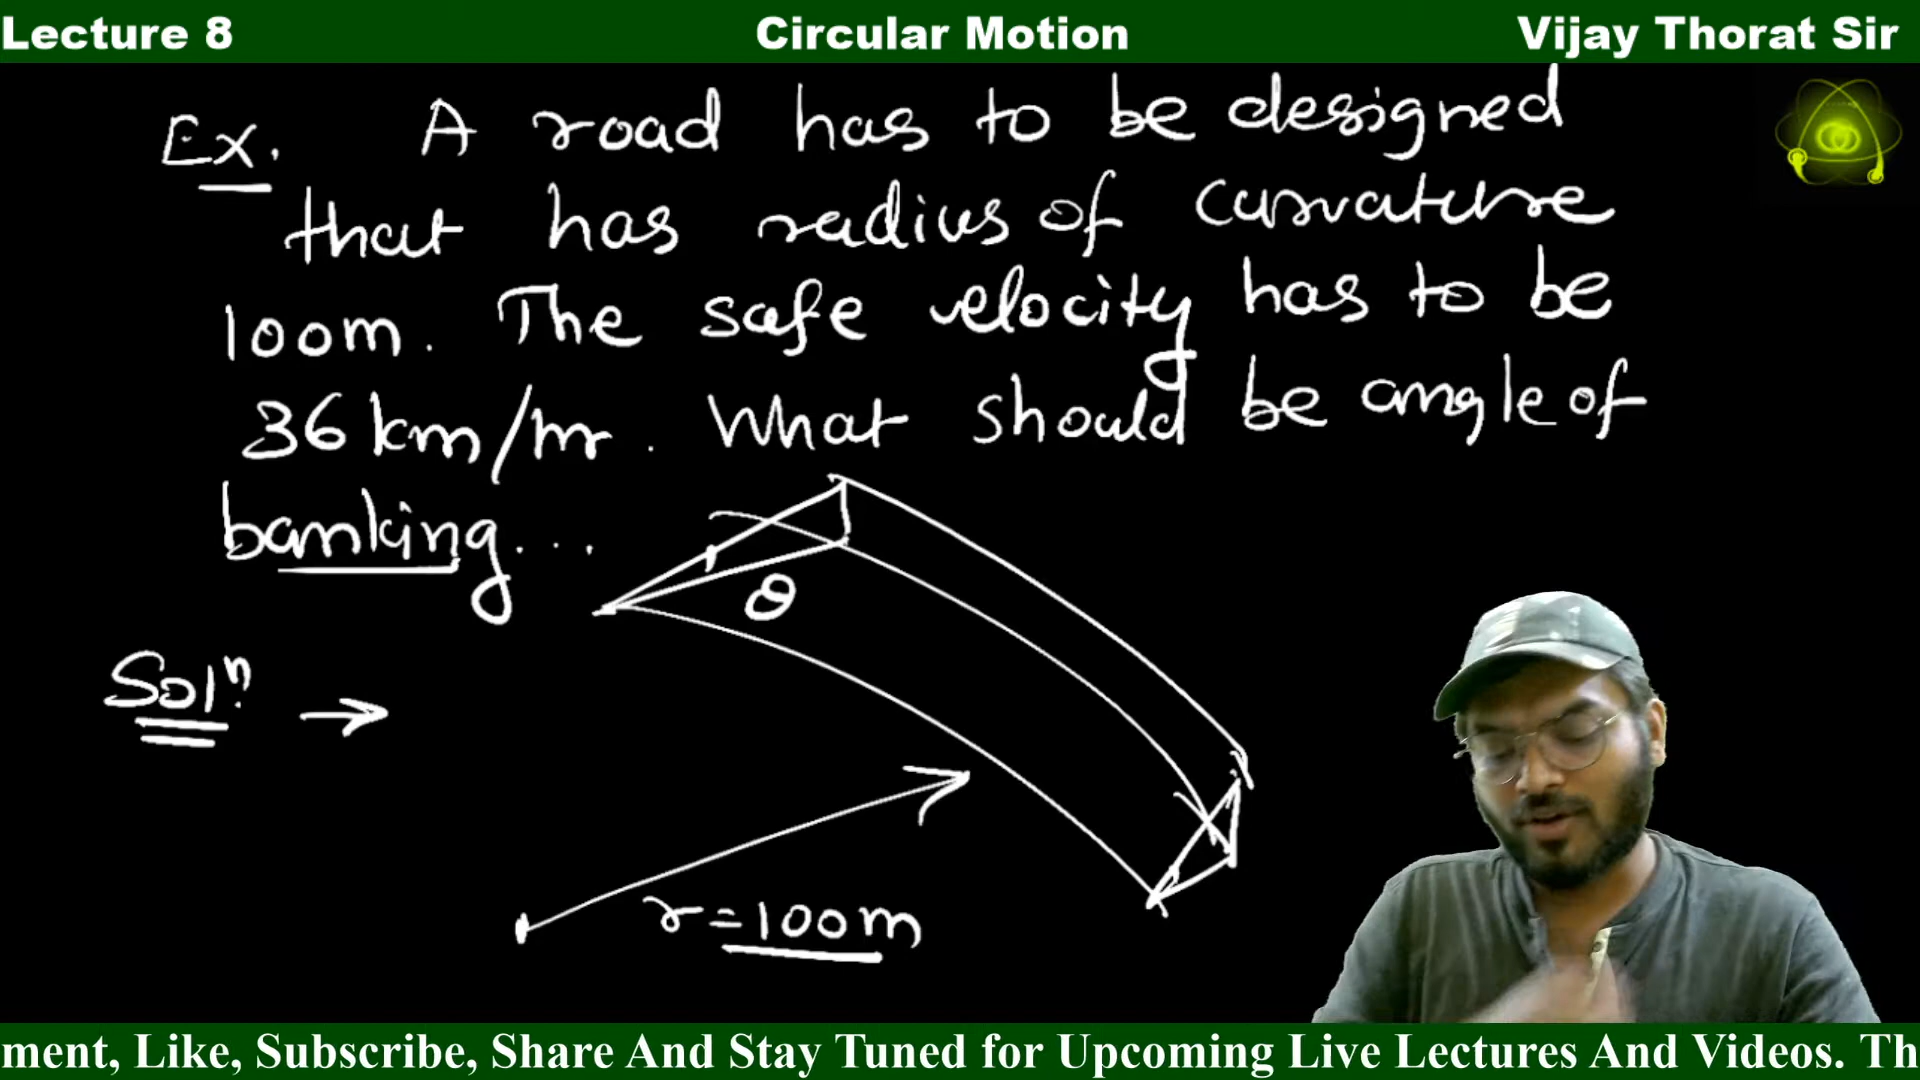 Lecture 8 Circular Motion Vijay Thorat Sir
Ex. A road has to be designed
that has radius of curvature
100m. The safe velocity has to be
36 km/hr. What should be angle of
banking...
θ
Solⁿ. →
r = 100m
ment, Like, Subscribe, Share And Stay Tuned for Upcoming Live Lectures And Videos. Th